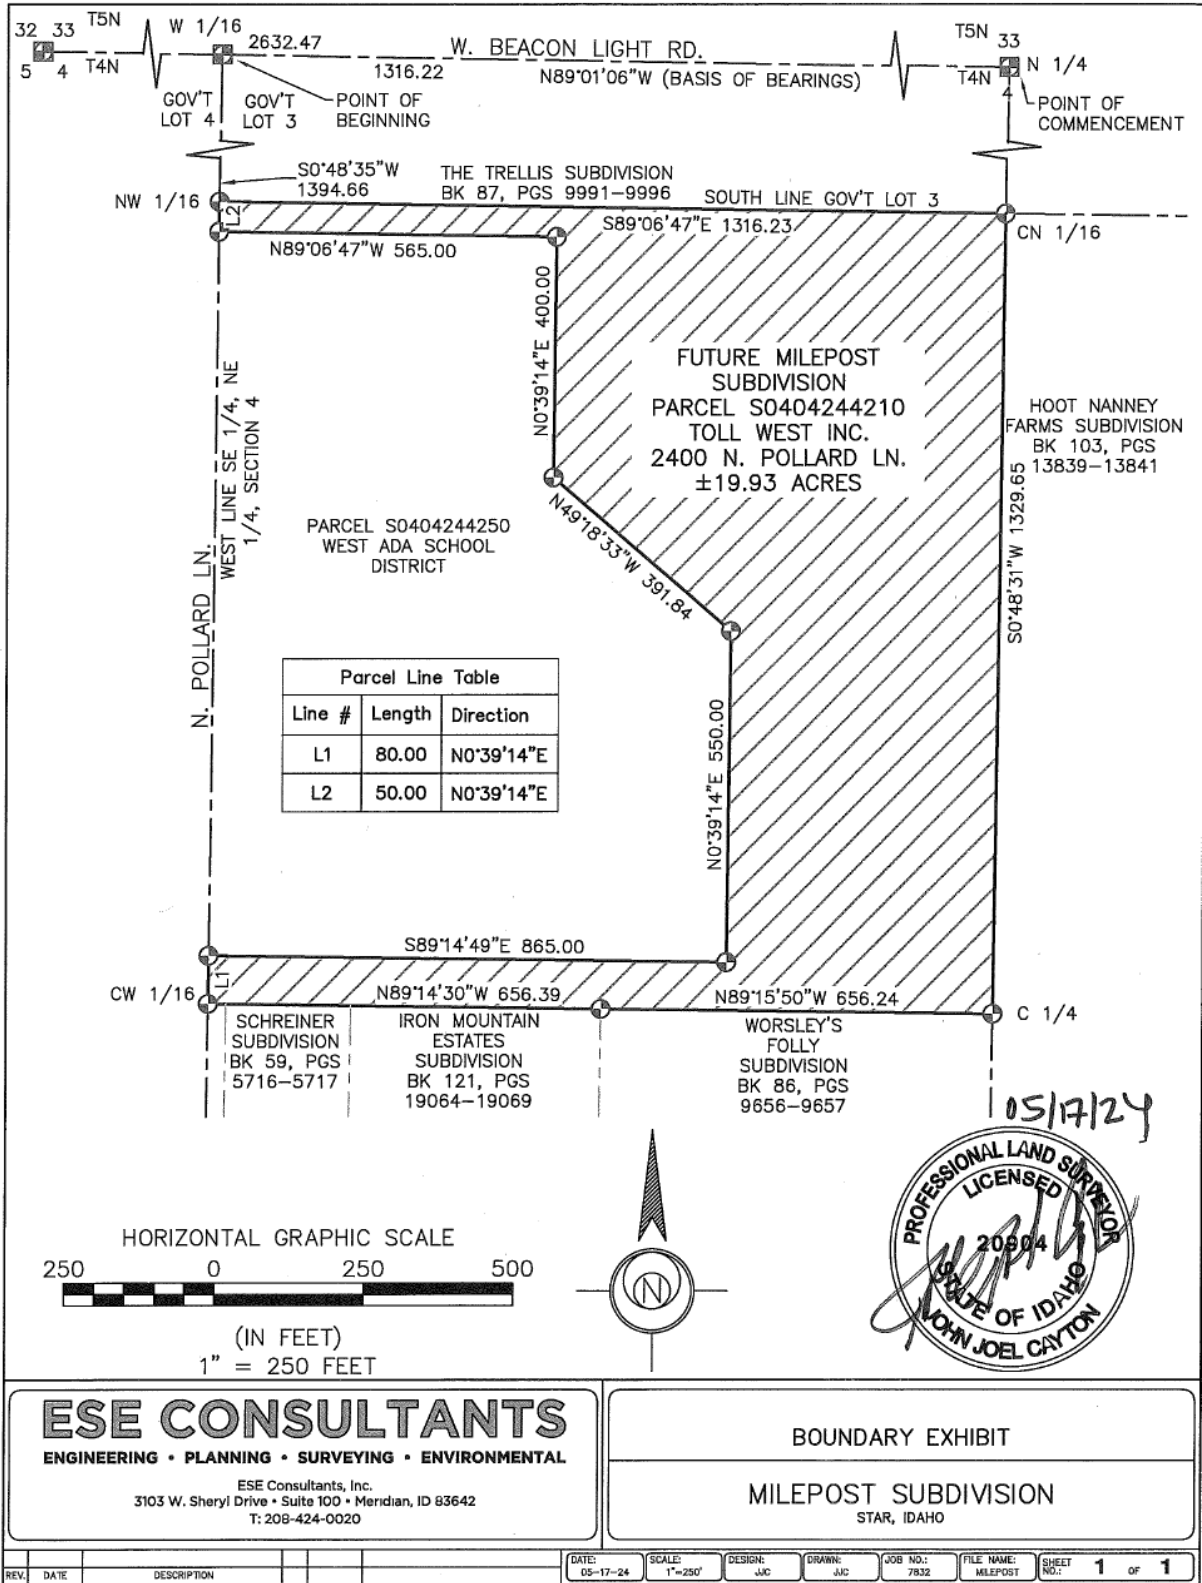 32 33 T5N
5 4 T4N
W 1/16
2632.47
W. BEACON LIGHT RD.
1316.22
N89°01'06"W (BASIS OF BEARINGS)
T5N 33
T4N 4
N 1/4
POINT OF
COMMENCEMENT
GOV'T
LOT 4
GOV'T
LOT 3
POINT OF
BEGINNING
S0°48'35"W
1394.66
THE TRELLIS SUBDIVISION
BK 87, PGS 9991-9996
SOUTH LINE GOV'T LOT 3
NW 1/16
L2
S89°06'47"E 1316.23
CN 1/16
N89°06'47"W 565.00
N0°39'14"E 400.00
FUTURE MILEPOST
SUBDIVISION
PARCEL S0404244210
TOLL WEST INC.
2400 N. POLLARD LN.
±19.93 ACRES
HOOT NANNEY
FARMS SUBDIVISION
BK 103, PGS
13839-13841
S0°48'31"W 1329.65
N. POLLARD LN.
WEST LINE SE 1/4, NE
1/4, SECTION 4
N49°18'33"W 391.84
PARCEL S0404244250
WEST ADA SCHOOL
DISTRICT
Parcel Line Table
Line # Length Direction
L1 80.00 N0°39'14"E
L2 50.00 N0°39'14"E
N0°39'14"E 550.00
S89°14'49"E 865.00
CW 1/16
L1
N89°14'30"W 656.39
N89°15'50"W 656.24
C 1/4
SCHREINER
SUBDIVISION
BK 59, PGS
5716-5717
IRON MOUNTAIN
ESTATES
SUBDIVISION
BK 121, PGS
19064-19069
WORSLEY'S
FOLLY
SUBDIVISION
BK 86, PGS
9656-9657
05/17/24
PROFESSIONAL LAND SURVEYOR
LICENSED
20904
STATE OF IDAHO
JOHN JOEL CAYTON
HORIZONTAL GRAPHIC SCALE
250 0 250 500
(IN FEET)
1" = 250 FEET
N
ESE CONSULTANTS
ENGINEERING • PLANNING • SURVEYING • ENVIRONMENTAL
ESE Consultants, Inc.
3103 W. Sheryl Drive • Suite 100 • Meridian, ID 83642
T: 208-424-0020
BOUNDARY EXHIBIT
MILEPOST SUBDIVISION
STAR, IDAHO
REV. DATE DESCRIPTION
DATE: 05-17-24
SCALE: 1"=250'
DESIGN: JJC
DRAWN: JJC
JOB NO.: 7832
FILE NAME: MILEPOST
SHEET NO.: 1 OF 1